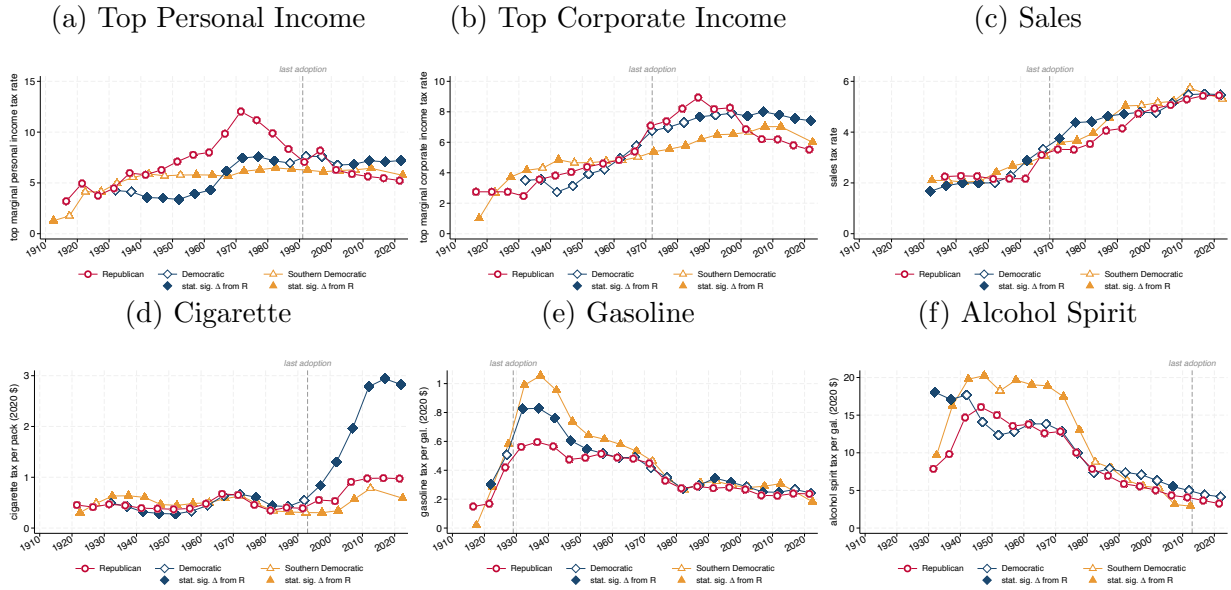 (a) Top Personal Income
(b) Top Corporate Income
(c) Sales
last adoption
top marginal personal income tax rate
15
10
5
0
1910 1920 1930 1940 1950 1960 1970 1980 1990 2000 2010 2020
Republican Democratic Southern Democratic
stat. sig. Δ from R stat. sig. Δ from R
last adoption
top marginal corporate income tax rate
10
8
6
4
2
0
1910 1920 1930 1940 1950 1960 1970 1980 1990 2000 2010 2020
Republican Democratic Southern Democratic
stat. sig. Δ from R stat. sig. Δ from R
last adoption
sales tax rate
6
4
2
0
1910 1920 1930 1940 1950 1960 1970 1980 1990 2000 2010 2020
Republican Democratic Southern Democratic
stat. sig. Δ from R stat. sig. Δ from R
(d) Cigarette
(e) Gasoline
(f) Alcohol Spirit
last adoption
cigarette tax per pack (2020 $)
3
2
1
0
1910 1920 1930 1940 1950 1960 1970 1980 1990 2000 2010 2020
Republican Democratic Southern Democratic
stat. sig. Δ from R stat. sig. Δ from R
last adoption
gasoline tax per gal. (2020 $)
1
.8
.6
.4
.2
0
1910 1920 1930 1940 1950 1960 1970 1980 1990 2000 2010 2020
Republican Democratic Southern Democratic
stat. sig. Δ from R stat. sig. Δ from R
last adoption
alcohol spirit tax per gal. (2020 $)
20
15
10
5
0
1910 1920 1930 1940 1950 1960 1970 1980 1990 2000 2010 2020
Republican Democratic Southern Democratic
stat. sig. Δ from R stat. sig. Δ from R